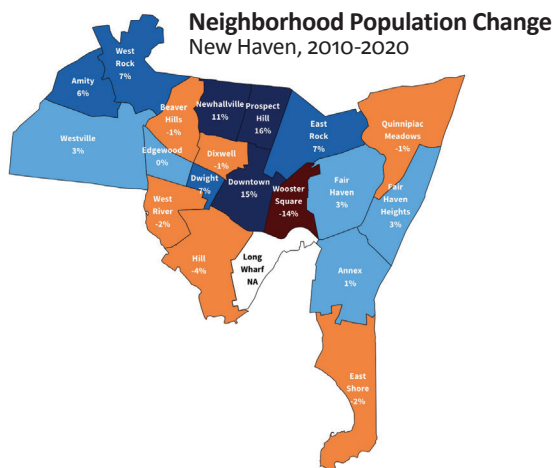 Neighborhood Population Change
New Haven, 2010-2020
West
Rock
7%
Amity
6%
Westville
3%
Beaver
Hills
-1%
Newhallville
11%
Prospect
Hill
16%
East
Rock
7%
Quinnipiac
Meadows
-1%
Edgewood
0%
Dixwell
-1%
Dwight
7%
Downtown
15%
Wooster
Square
-14%
Fair
Haven
3%
Fair
Haven
Heights
3%
West
River
-2%
Hill
-4%
Long
Wharf
NA
Annex
1%
East
Shore
-2%